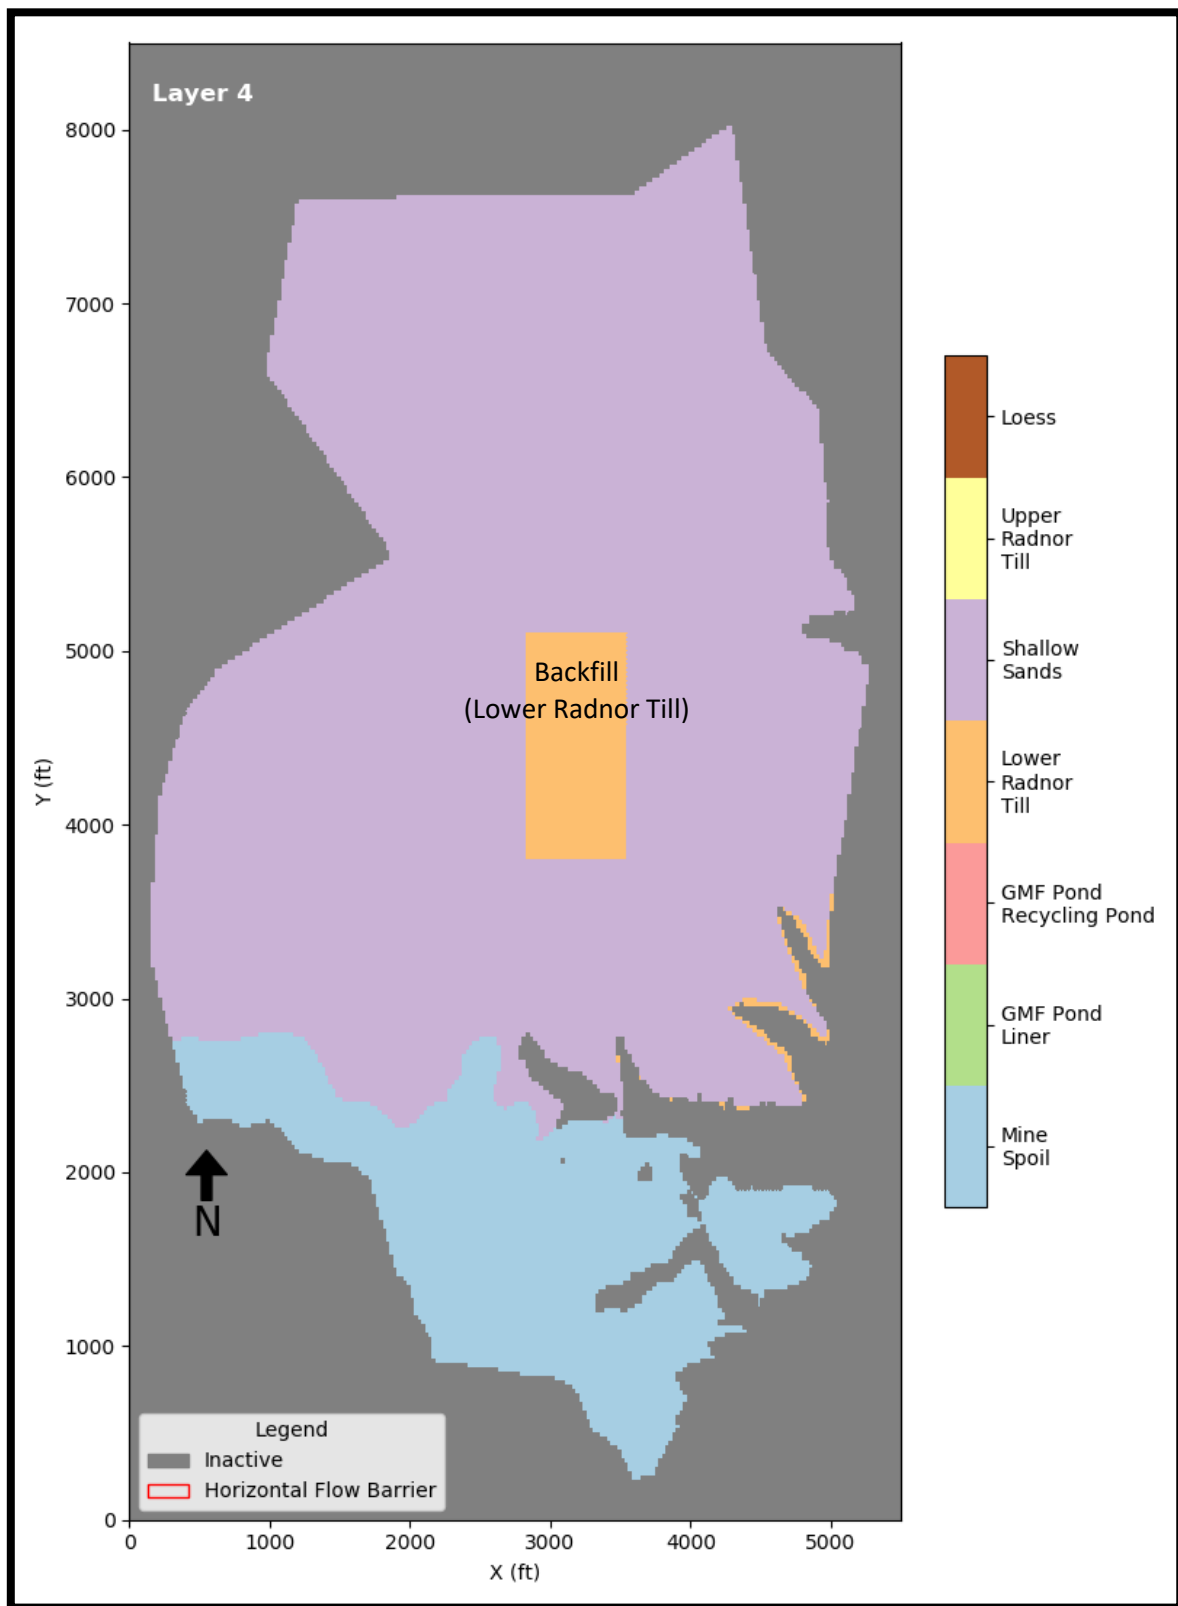 Layer 4
8000
7000
6000
5000
4000
3000
2000
1000
0
Y (ft)
Backfill
(Lower Radnor Till)
N
Legend
Inactive
Horizontal Flow Barrier
0
1000
2000
3000
4000
5000
X (ft)
Loess
Upper
Radnor
Till
Shallow
Sands
Lower
Radnor
Till
GMF Pond
Recycling Pond
GMF Pond
Liner
Mine
Spoil